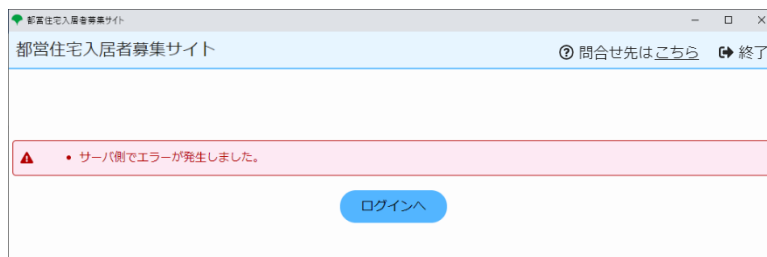 都営住宅入居者募集サイト
都営住宅入居者募集サイト
問合せ先はこちら 終了
サーバ側でエラーが発生しました。
ログインへ